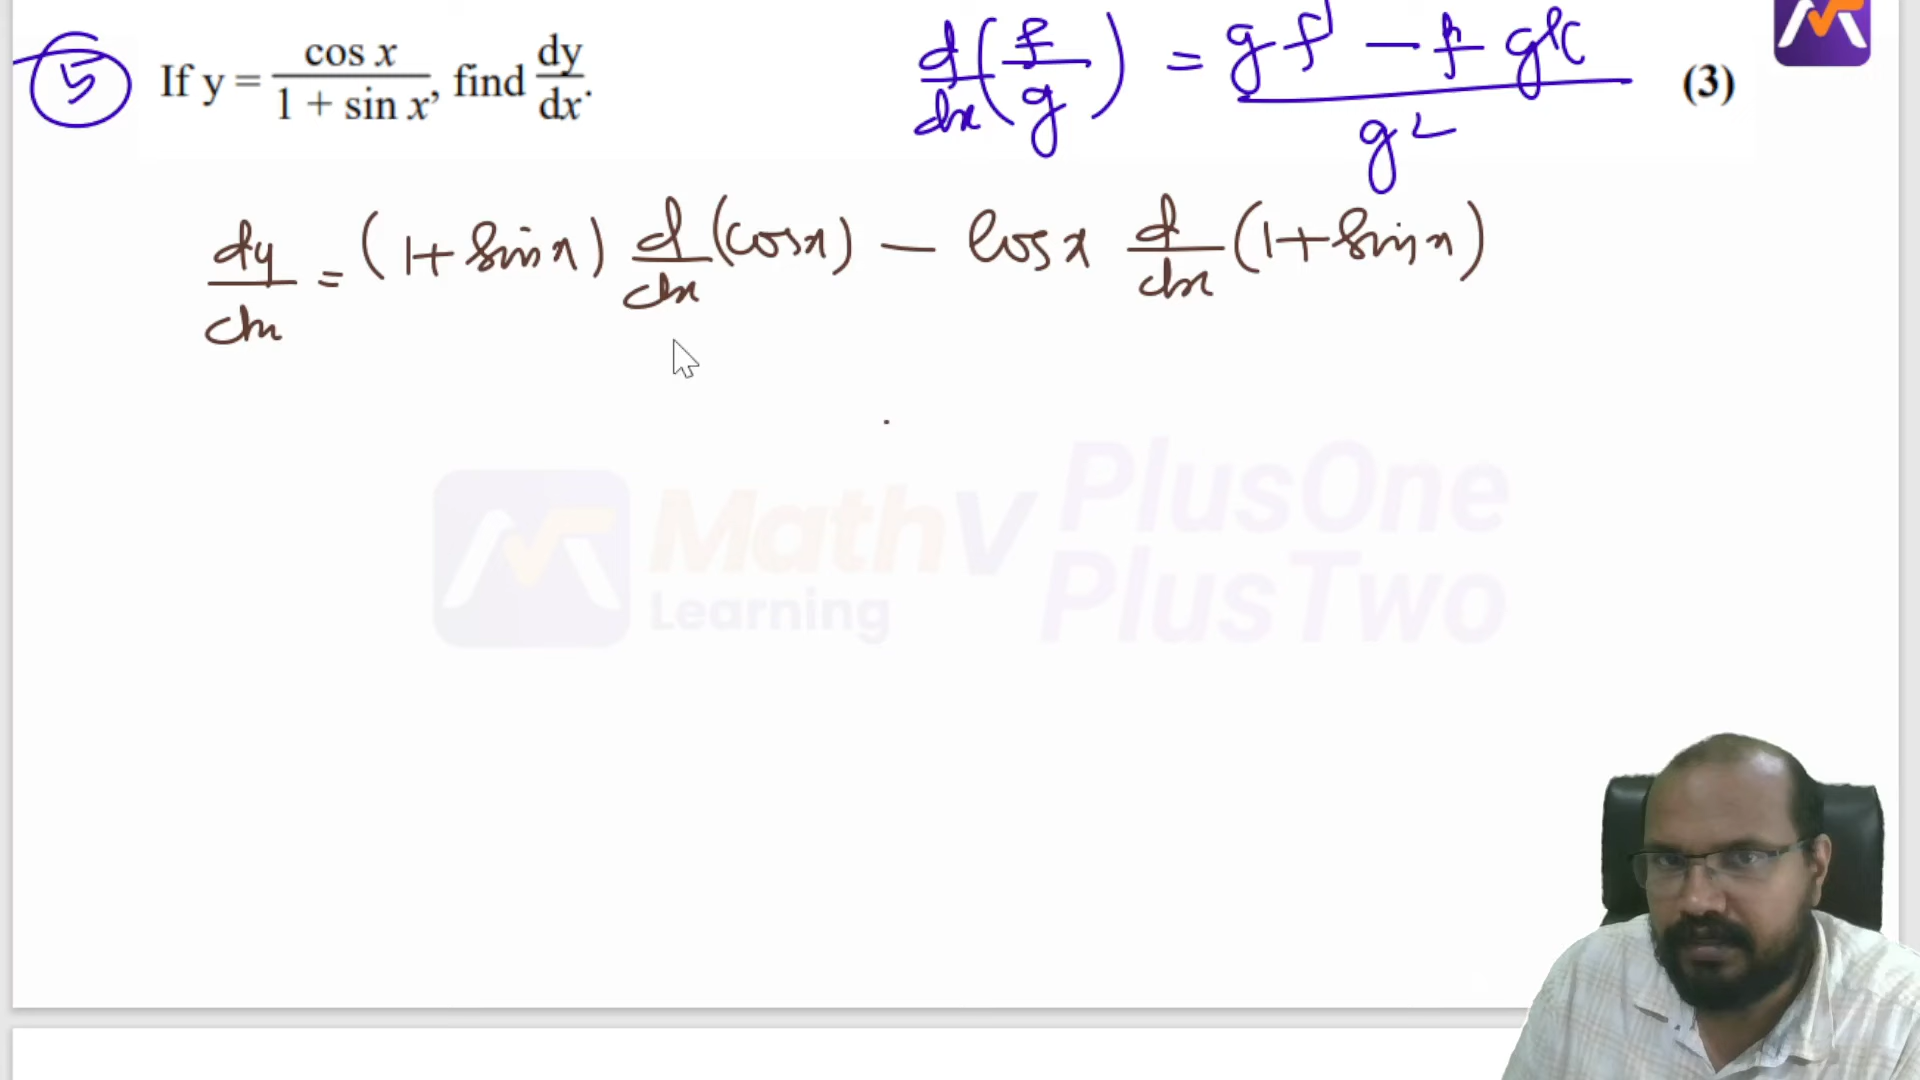 5 If y = cos x / 1 + sin x, find dy/dx. (3)
d/dx (f/g) = g f' - f g' / g²
dy/dx = (1 + sin x) d/dx (cos x) - cos x d/dx (1 + sin x)
MathV PlusOne
Learning PlusTwo